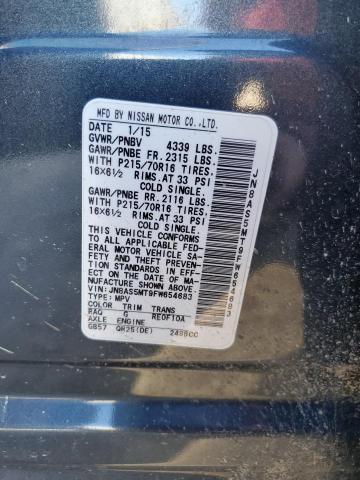 MFD BY NISSAN MOTOR CO.,LTD.
DATE 1/15
GVWR/PNBV 4339 LBS.
GAWR/PNBE FR. 2315 LBS.
WITH P215/70R16 TIRES,
16X6½ RIMS.AT 33 PSI
COLD SINGLE.
GAWR/PNBE RR. 2116 LBS.
WITH P215/70R16 TIRES,
16X6½ RIMS.AT 33 PSI
COLD SINGLE.
THIS VEHICLE CONFORMS
TO ALL APPLICABLE FED-
ERAL MOTOR VEHICLE SA-
FETY AND THEFT PREVEN-
TION STANDARDS IN EFF-
ECT ON THE DATE OF MA-
NUFACTURE SHOWN ABOVE.
VIN:JN8AS5MT9FW654683
TYPE: MPV
COLOR TRIM TRANS
RAQ G RE0F10A
AXLE ENGINE
GB57 QR25(DE) 2488CC
JN8AS5MT9FW654683